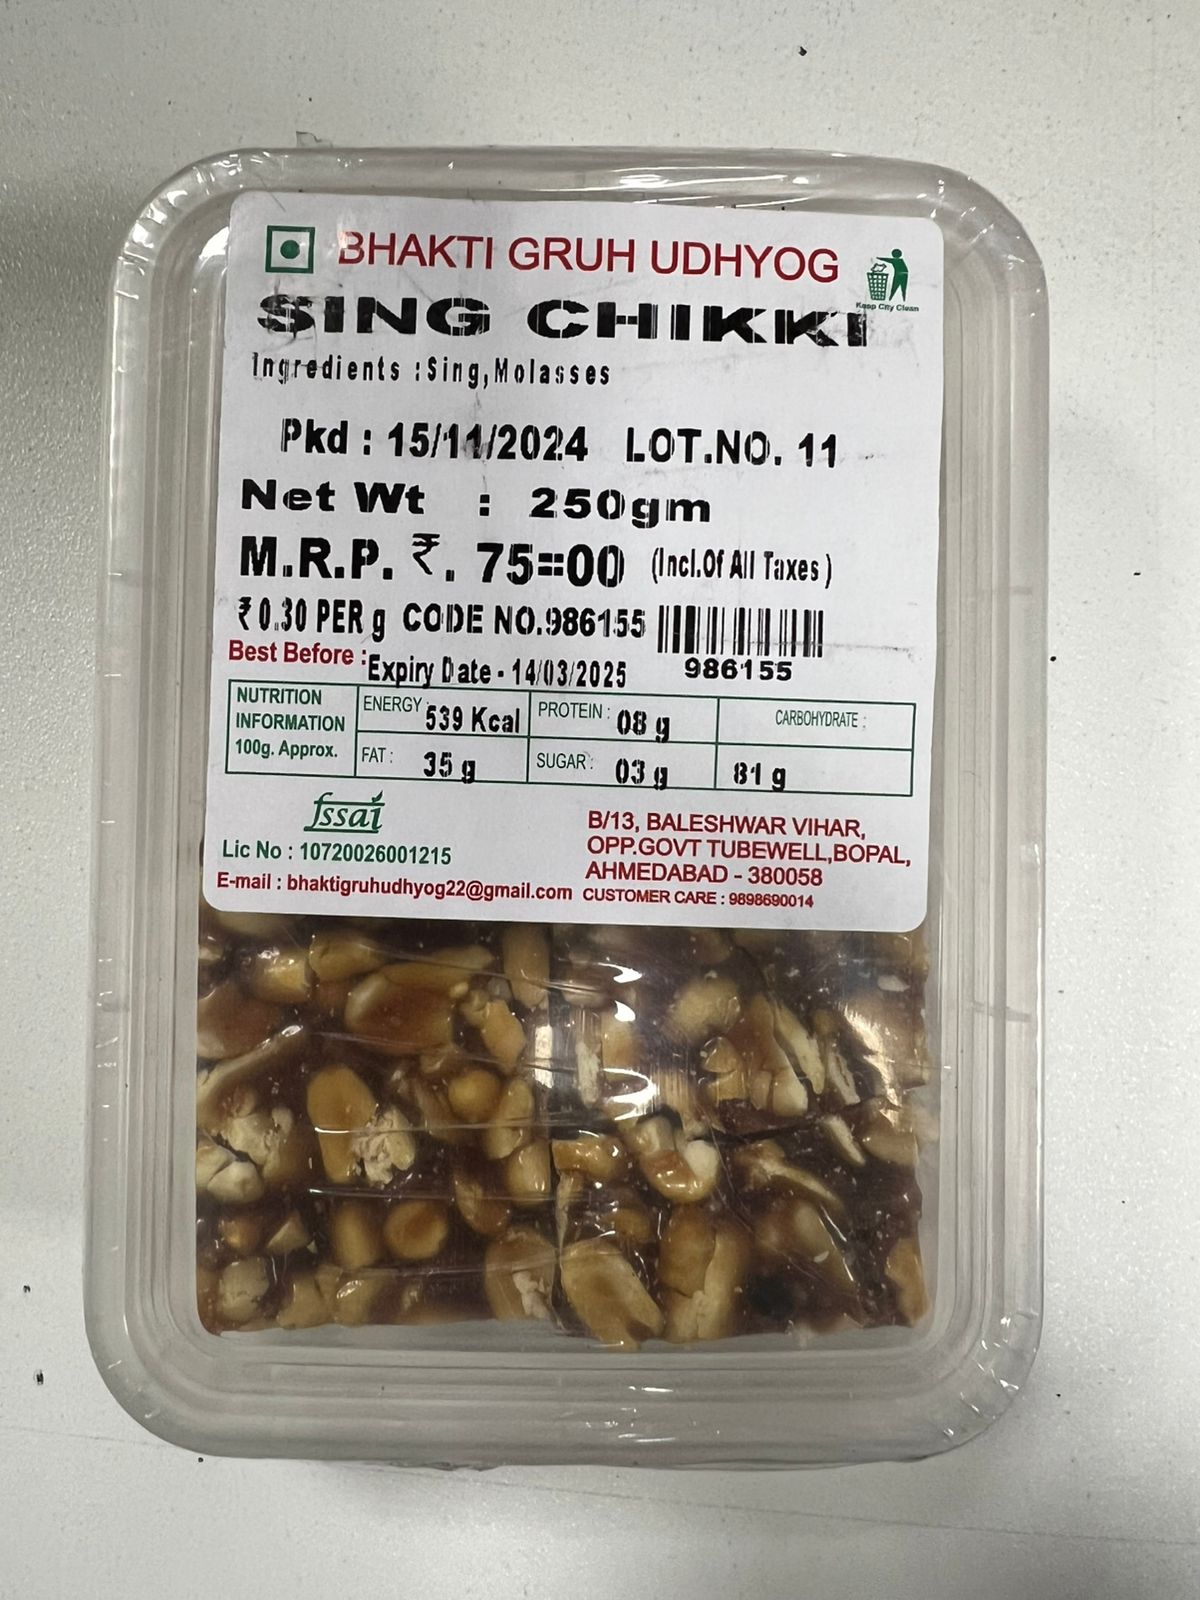 BHAKTI GRUH UDHYOG
Keep City Clean
SING CHIKKI
Ingredients :Sing,Molasses
Pkd : 15/11/2024 LOT.NO. 11
Net Wt : 250gm
M.R.P. ₹. 75=00 (Incl.Of All Taxes)
₹ 0.30 PER g CODE NO.986155
986155
Best Before : Expiry Date - 14/03/2025
NUTRITION INFORMATION 100g. Approx.
ENERGY : 539 Kcal
PROTEIN : 08 g
CARBOHYDRATE :
FAT : 35 g
SUGAR : 03 g
81 g
fssai
Lic No : 10720026001215
E-mail : bhaktigruhudhyog22@gmail.com
B/13, BALESHWAR VIHAR,
OPP.GOVT TUBEWELL,BOPAL,
AHMEDABAD - 380058
CUSTOMER CARE : 9898690014